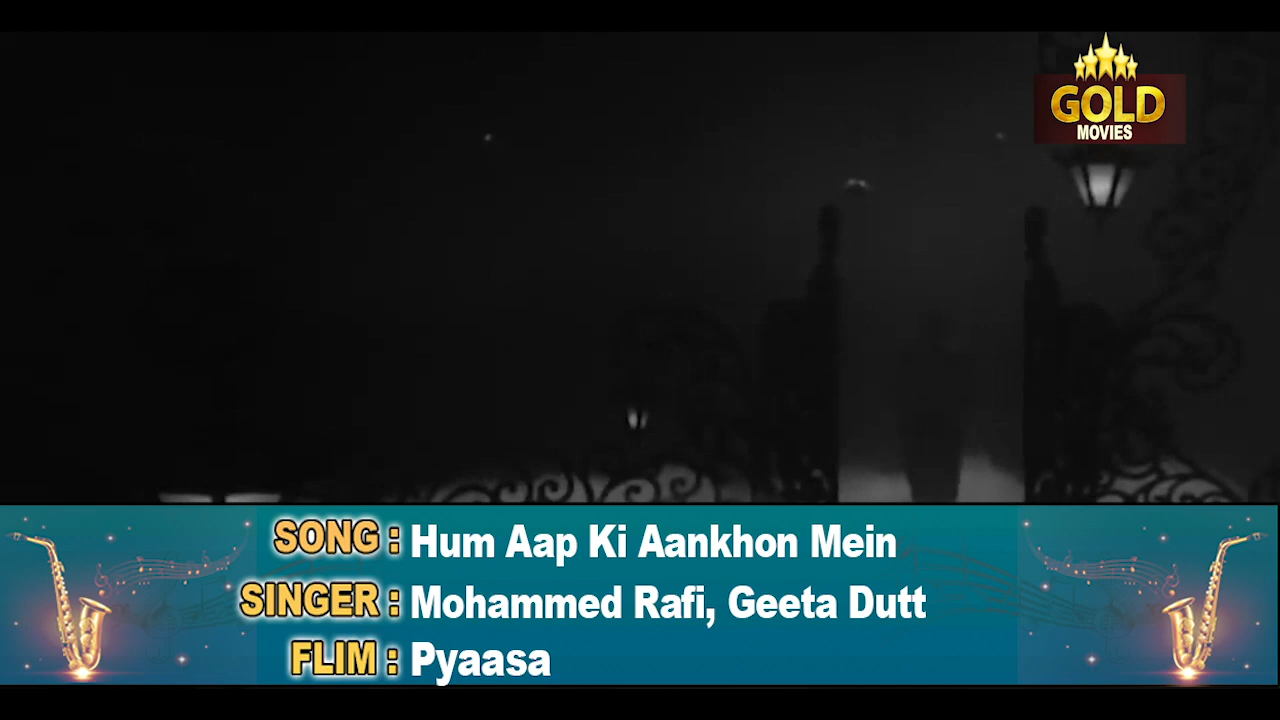 GOLD
MOVIES
SONG : Hum Aap Ki Aankhon Mein
SINGER : Mohammed Rafi, Geeta Dutt
FLIM : Pyaasa